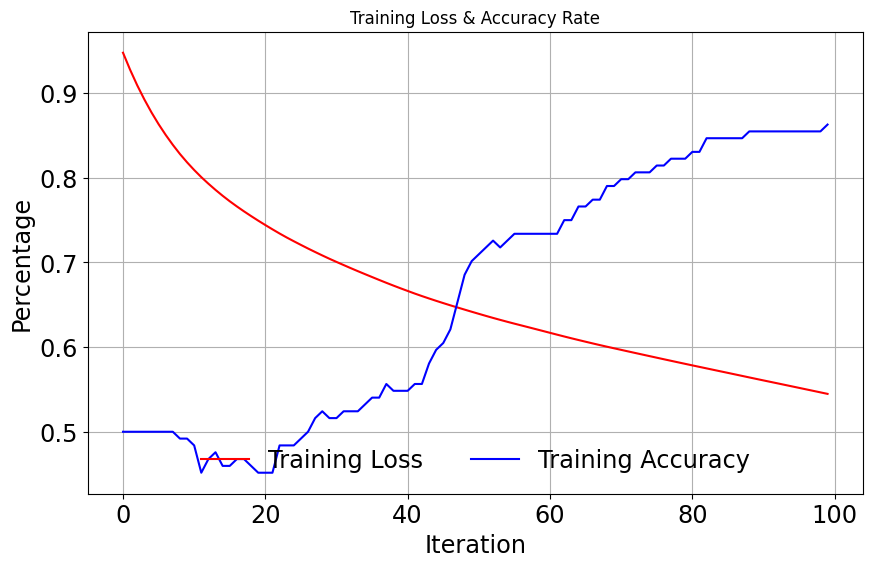 Training Loss & Accuracy Rate
Percentage
0.9
0.8
0.7
0.6
0.5
Training Loss
Training Accuracy
0 20 40 60 80 100
Iteration